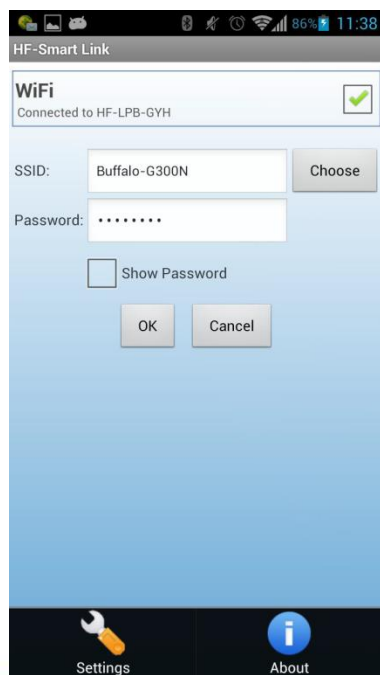 86% 11:38
HF-Smart Link
WiFi
Connected to HF-LPB-GYH
SSID: Buffalo-G300N Choose
Password: ········
Show Password
OK Cancel
Settings About